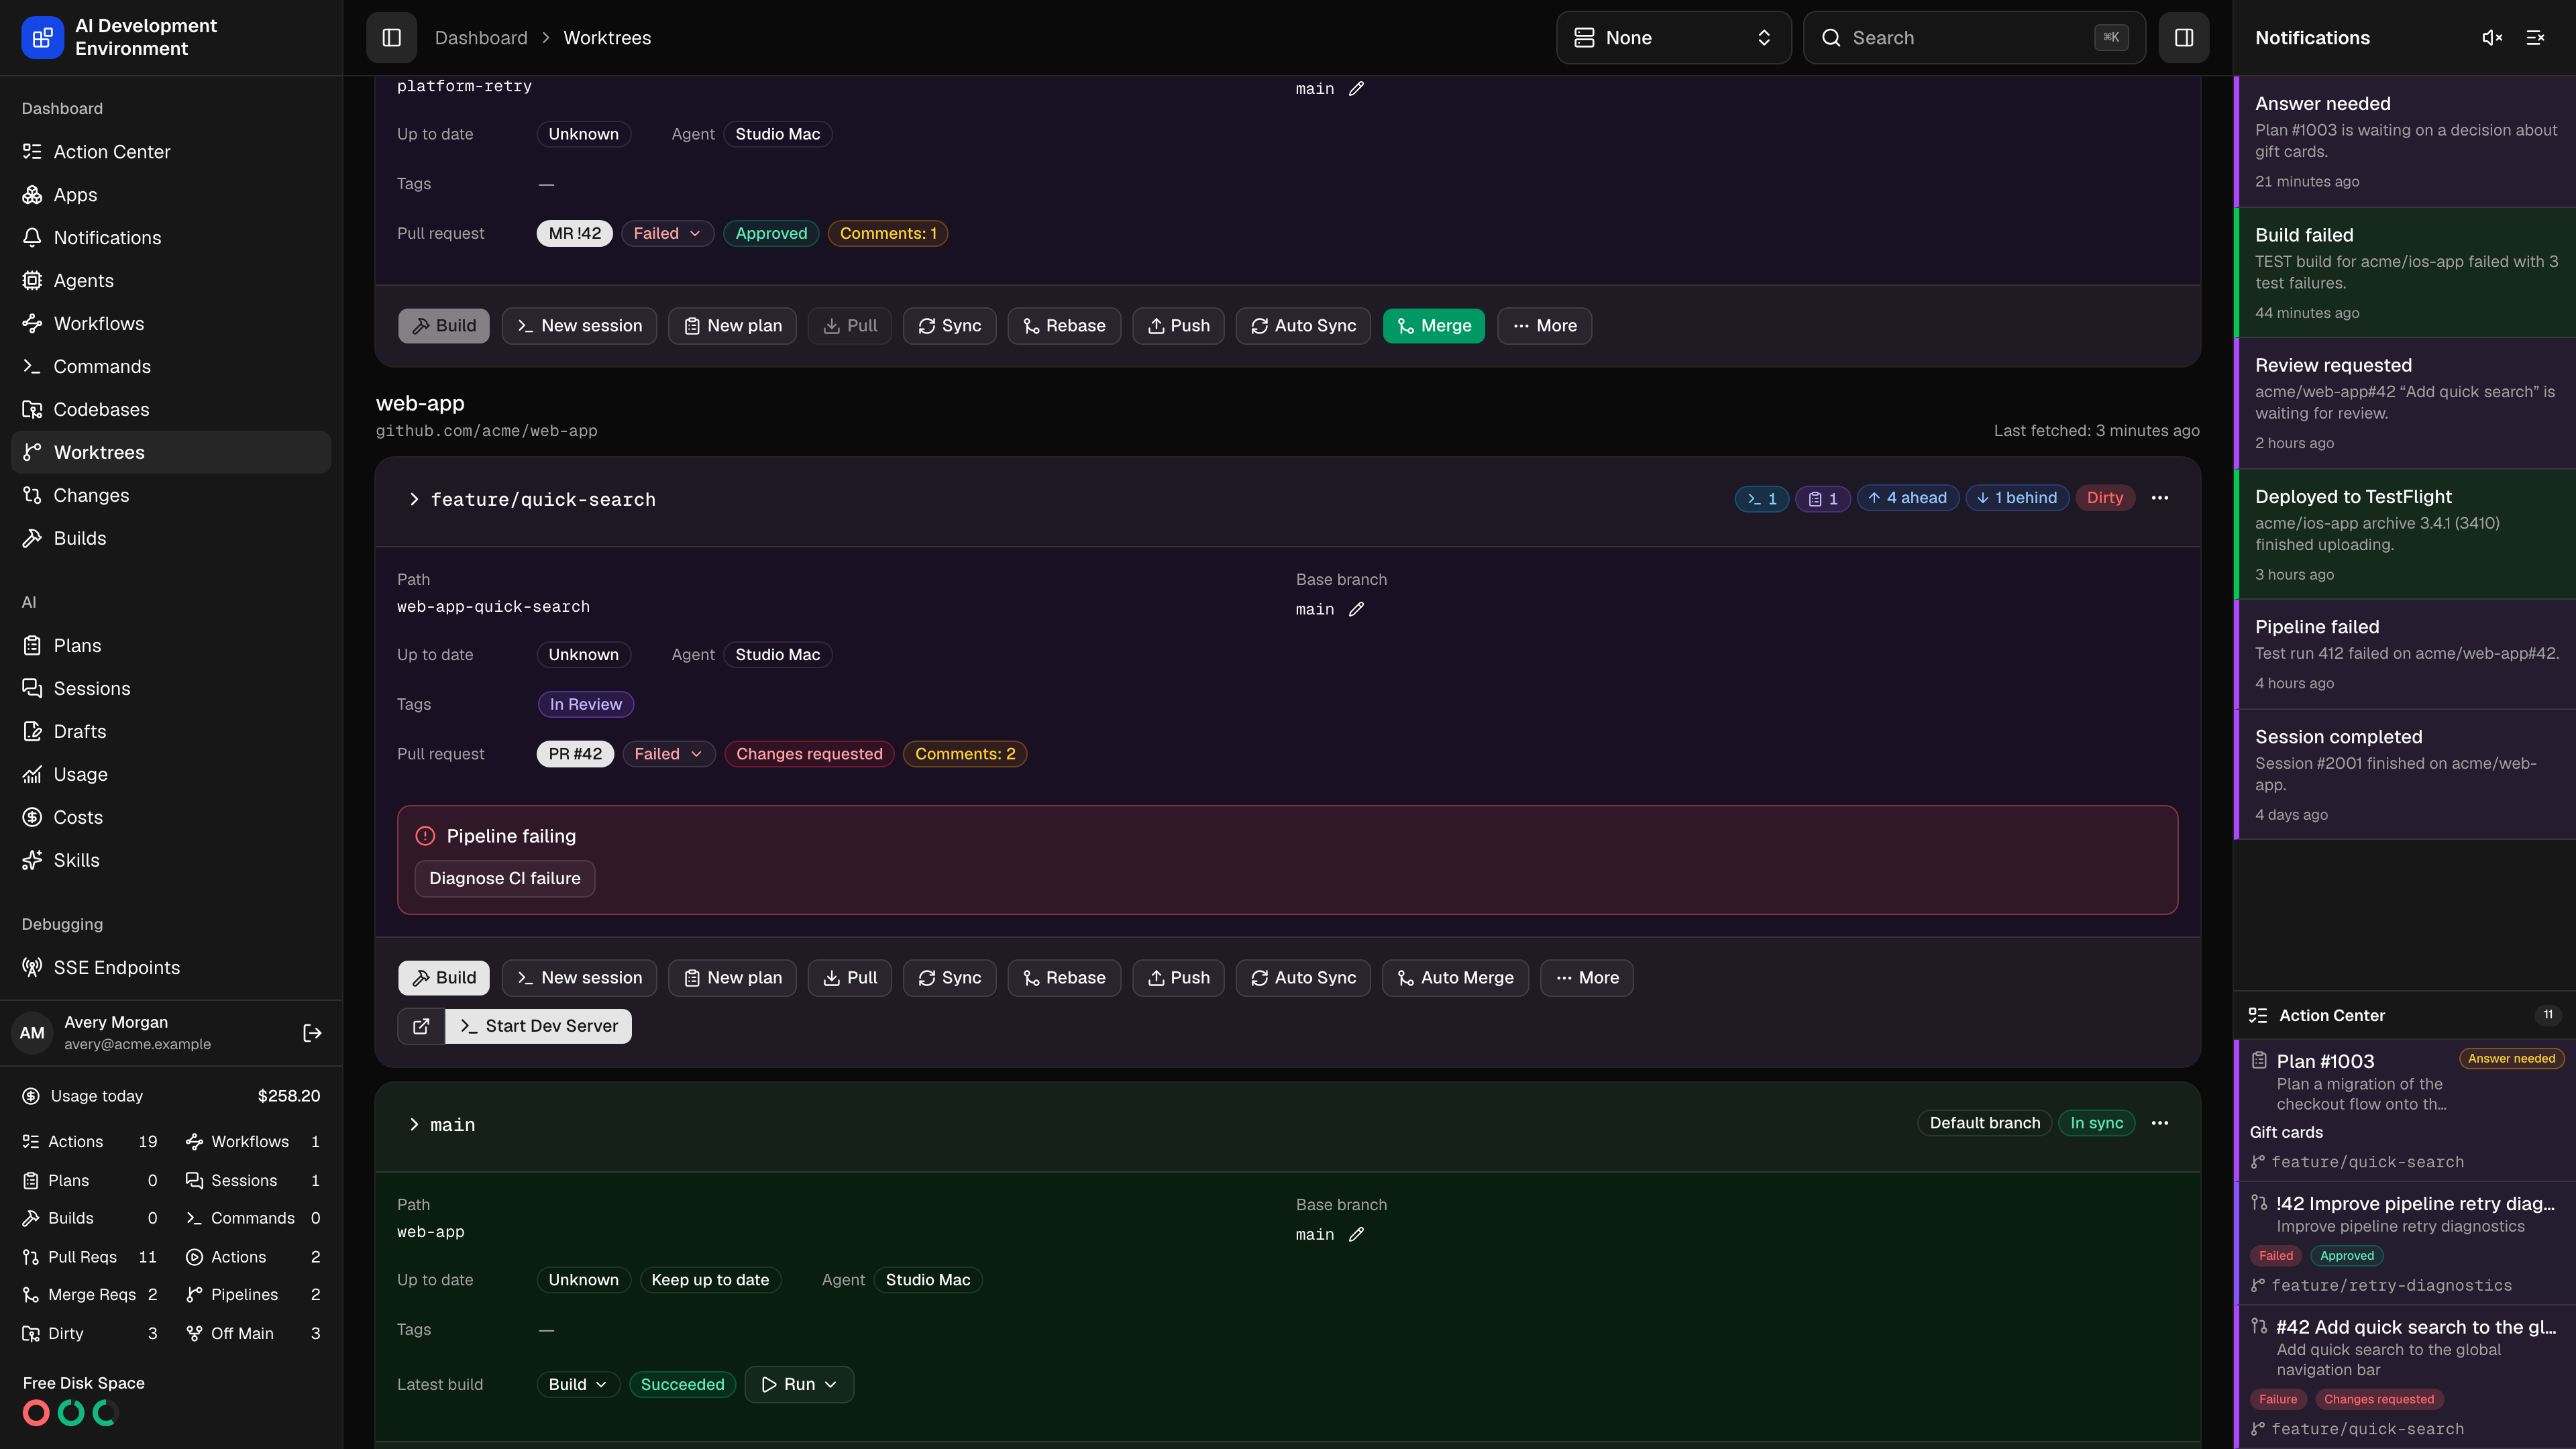 AI Development
Environment
Dashboard
Action Center
Apps
Notifications
Agents
Workflows
Commands
Codebases
Worktrees
Changes
Builds
AI
Plans
Sessions
Drafts
Usage
Costs
Skills
Debugging
SSE Endpoints
AM
Avery Morgan
avery@acme.example
Usage today $258.20
Actions 19 Workflows 1
Plans 0 Sessions 1
Builds 0 Commands 0
Pull Reqs 11 Actions 2
Merge Reqs 2 Pipelines 2
Dirty 3 Off Main 3
Free Disk Space
Dashboard Worktrees
None
Search ⌘K
platform-retry main
Up to date Unknown Agent Studio Mac
Tags —
Pull request MR !42 Failed Approved Comments: 1
Build New session New plan Pull Sync Rebase Push Auto Sync Merge More
web-app
github.com/acme/web-app Last fetched: 3 minutes ago
feature/quick-search 1 1 4 ahead 1 behind Dirty
Path Base branch
web-app-quick-search main
Up to date Unknown Agent Studio Mac
Tags In Review
Pull request PR #42 Failed Changes requested Comments: 2
Pipeline failing
Diagnose CI failure
Build New session New plan Pull Sync Rebase Push Auto Sync Auto Merge More
Start Dev Server
main Default branch In sync
Path Base branch
web-app main
Up to date Unknown Keep up to date Agent Studio Mac
Tags —
Latest build Build Succeeded Run
Notifications
Answer needed
Plan #1003 is waiting on a decision about
gift cards.
21 minutes ago
Build failed
TEST build for acme/ios-app failed with 3
test failures.
44 minutes ago
Review requested
acme/web-app#42 “Add quick search” is
waiting for review.
2 hours ago
Deployed to TestFlight
acme/ios-app archive 3.4.1 (3410)
finished uploading.
3 hours ago
Pipeline failed
Test run 412 failed on acme/web-app#42.
4 hours ago
Session completed
Session #2001 finished on acme/web-
app.
4 days ago
Action Center 11
Plan #1003 Answer needed
Plan a migration of the
checkout flow onto th…
Gift cards
feature/quick-search
!42 Improve pipeline retry diag…
Improve pipeline retry diagnostics
Failed Approved
feature/retry-diagnostics
#42 Add quick search to the gl…
Add quick search to the global
navigation bar
Failure Changes requested
feature/quick-search